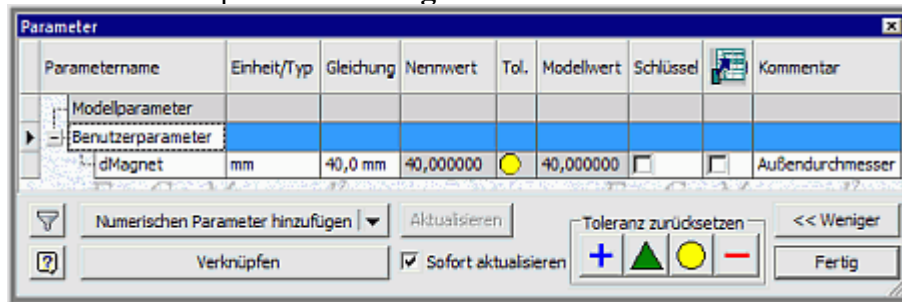 Parameter
Parametername Einheit/Typ Gleichung Nennwert Tol. Modellwert Schlüssel Kommentar
Modellparameter
Benutzerparameter
dMagnet mm 40,0 mm 40,000000 40,000000 Außendurchmesser
Numerischen Parameter hinzufügen Aktualisieren Toleranz zurücksetzen << Weniger
Verknüpfen Sofort aktualisieren Fertig